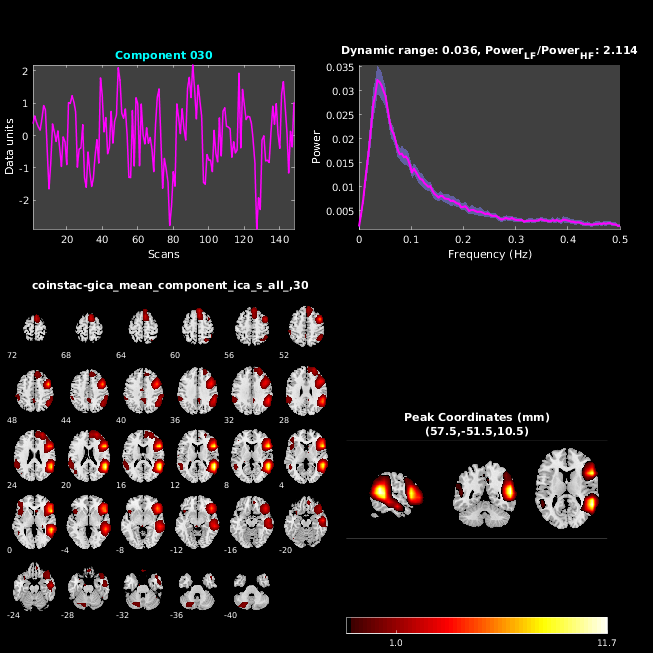 Component 030
Data units
2
1
0
-1
-2
20 40 60 80 100 120 140
Scans
Dynamic range: 0.036, PowerLF/PowerHF: 2.114
Power
0.035
0.03
0.025
0.02
0.015
0.01
0.005
0 0.1 0.2 0.3 0.4 0.5
Frequency (Hz)
coinstac-gica_mean_component_ica_s_all_,30
72 68 64 60 56 52
48 44 40 36 32 28
24 20 16 12 8 4
0 -4 -8 -12 -16 -20
-24 -28 -32 -36 -40
Peak Coordinates (mm)
(57.5,-51.5,10.5)
1.0 11.7